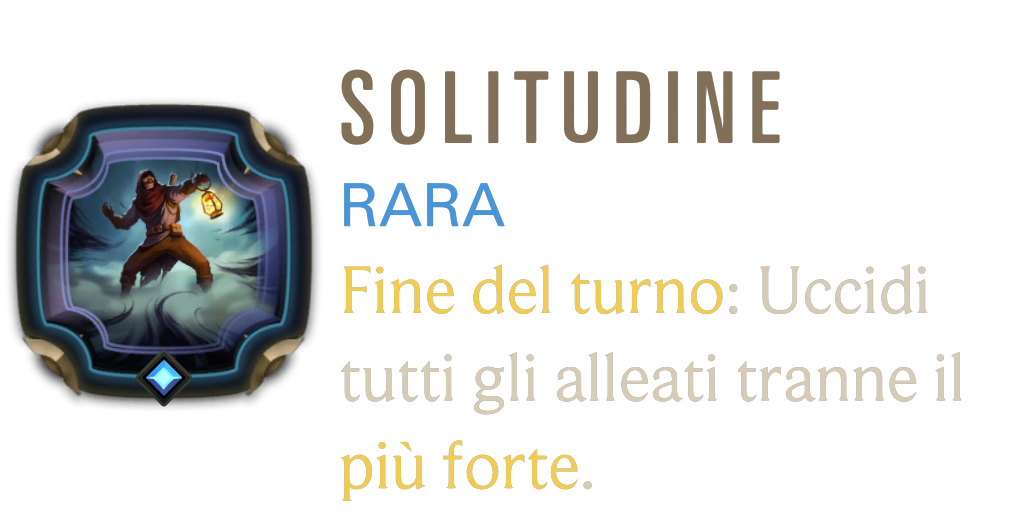 SOLITUDINE
RARA
Fine del turno: Uccidi
tutti gli alleati tranne il
più forte.